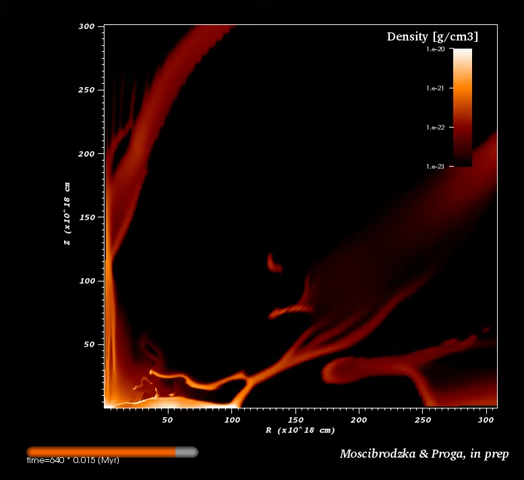 Density [g/cm3]
1.e-20
1.e-21
1.e-22
1.e-23
300
250
200
150
100
50
Z (x10^18 cm
50 100 150 200 250 300
R (x10^18 cm)
time=640 * 0.015 (Myr)
Moscibrodzka & Proga, in prep